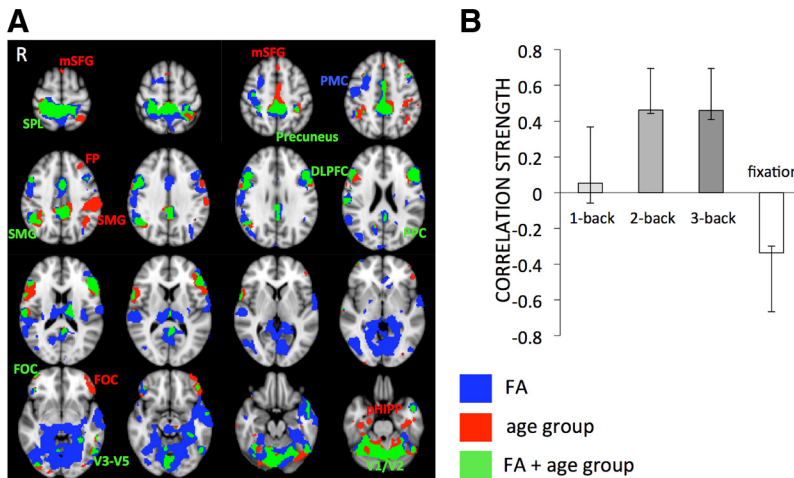 A
R
mSFG
SPL
mSFG
Precuneus
PMC
FP
SMG
SMG
DLPFC
PPC
FOC
FOC
V3-V5
pHIPP
V1/V2
B
CORRELATION STRENGTH
0.8
0.6
0.4
0.2
0
-0.2
-0.4
-0.6
-0.8
1-back
2-back
3-back
fixation
FA
age group
FA + age group